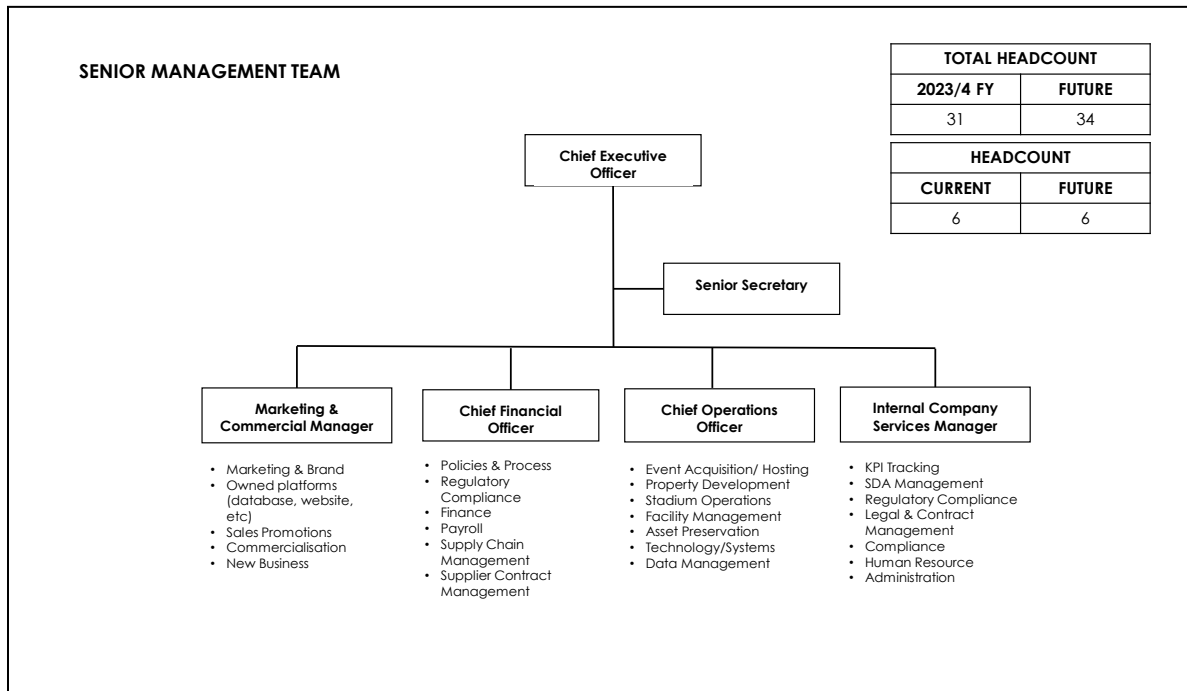 SENIOR MANAGEMENT TEAM
TOTAL HEADCOUNT
2023/4 FY FUTURE
31 34
HEADCOUNT
CURRENT FUTURE
6 6
Chief Executive
Officer
Senior Secretary
Marketing &
Commercial Manager
• Marketing & Brand
• Owned platforms
(database, website,
etc)
• Sales Promotions
• Commercialisation
• New Business
Chief Financial
Officer
• Policies & Process
• Regulatory
Compliance
• Finance
• Payroll
• Supply Chain
Management
• Supplier Contract
Management
Chief Operations
Officer
• Event Acquisition/ Hosting
• Property Development
• Stadium Operations
• Facility Management
• Asset Preservation
• Technology/Systems
• Data Management
Internal Company
Services Manager
• KPI Tracking
• SDA Management
• Regulatory Compliance
• Legal & Contract
Management
• Compliance
• Human Resource
• Administration